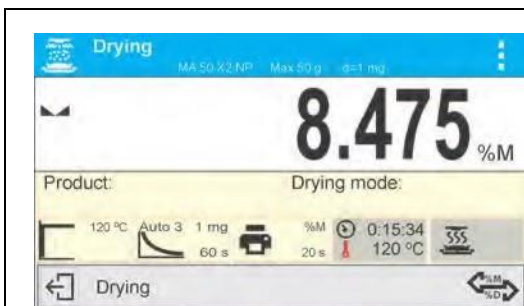 Drying
MA 50.X2.NP Max 50 g d=1 mg
8.475 %M
Product: Drying mode:
120 °C Auto 3 1 mg %M 0:15:34
60 s 20 s 120 °C
Drying %M %D